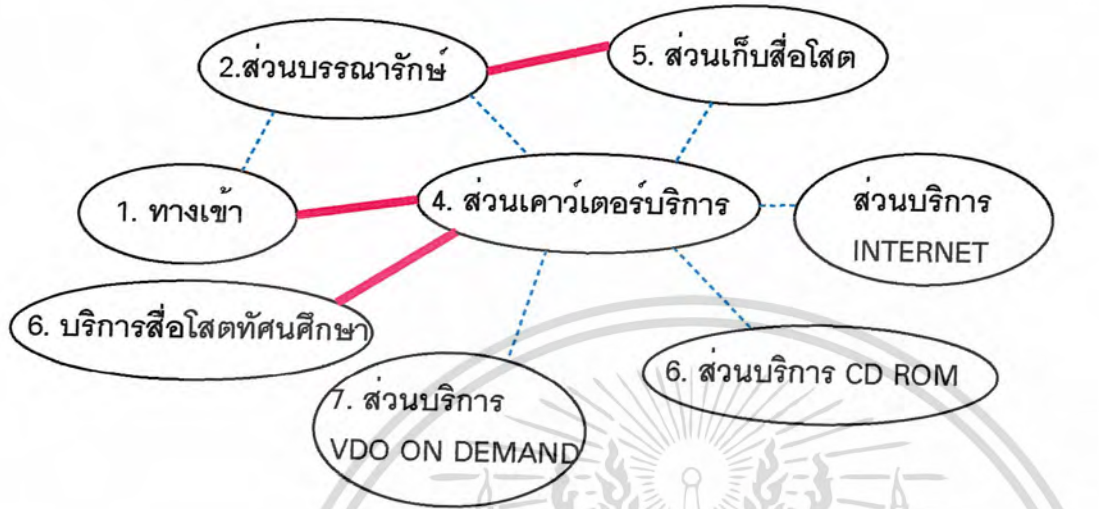 2.ส่วนบรรณารักษ์
5. ส่วนเก็บสื่อโสต
1. ทางเข้า
4. ส่วนเคาว์เตอร์บริการ
ส่วนบริการ
INTERNET
6. บริการสื่อโสตทัศนศึกษา
6. ส่วนบริการ CD ROM
7. ส่วนบริการ
VDO ON DEMAND